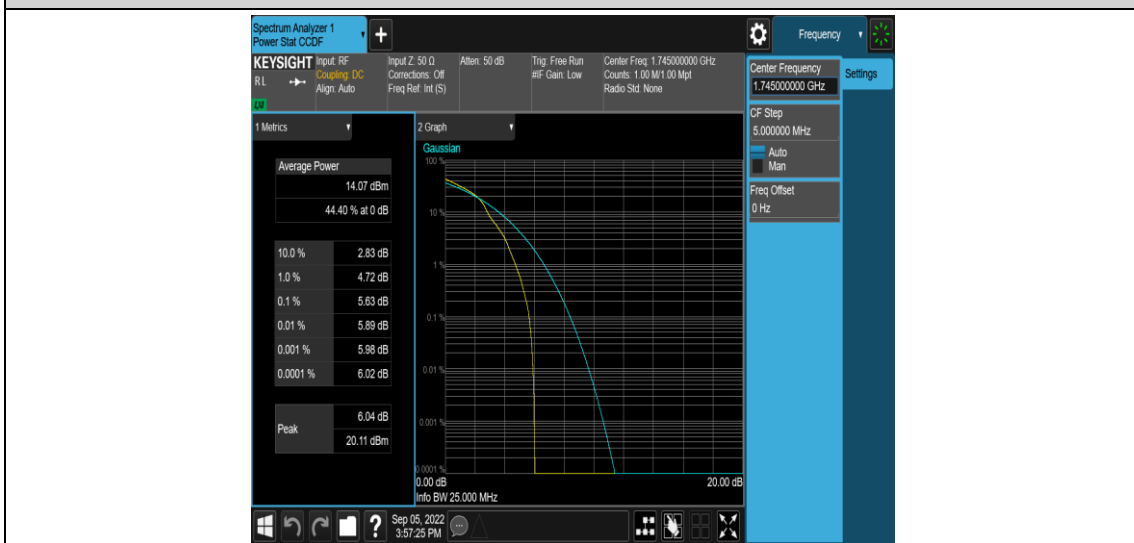 Spectrum Analyzer 1
Power Stat CCDF
+
Frequency
KEYSIGHT
RL
LXI
Input: RF
Coupling: DC
Align: Auto
Input Z: 50 Ω
Corrections: Off
Freq Ref: Int (S)
Atten: 50 dB
Trig: Free Run
#IF Gain: Low
Center Freq: 1.745000000 GHz
Counts: 1.00 M/1.00 Mpt
Radio Std: None
Center Frequency
1.745000000 GHz
Settings
CF Step
5.000000 MHz
Auto
Man
Freq Offset
0 Hz
1 Metrics
Average Power
14.07 dBm
44.40 % at 0 dB
10.0 % 2.83 dB
1.0 % 4.72 dB
0.1 % 5.63 dB
0.01 % 5.89 dB
0.001 % 5.98 dB
0.0001 % 6.02 dB
Peak
6.04 dB
20.11 dBm
2 Graph
Gaussian
100 %
10 %
1 %
0.1 %
0.01 %
0.001 %
0.0001 %
0.00 dB 20.00 dB
Info BW 25.000 MHz
?
Sep 05, 2022
3:57:25 PM